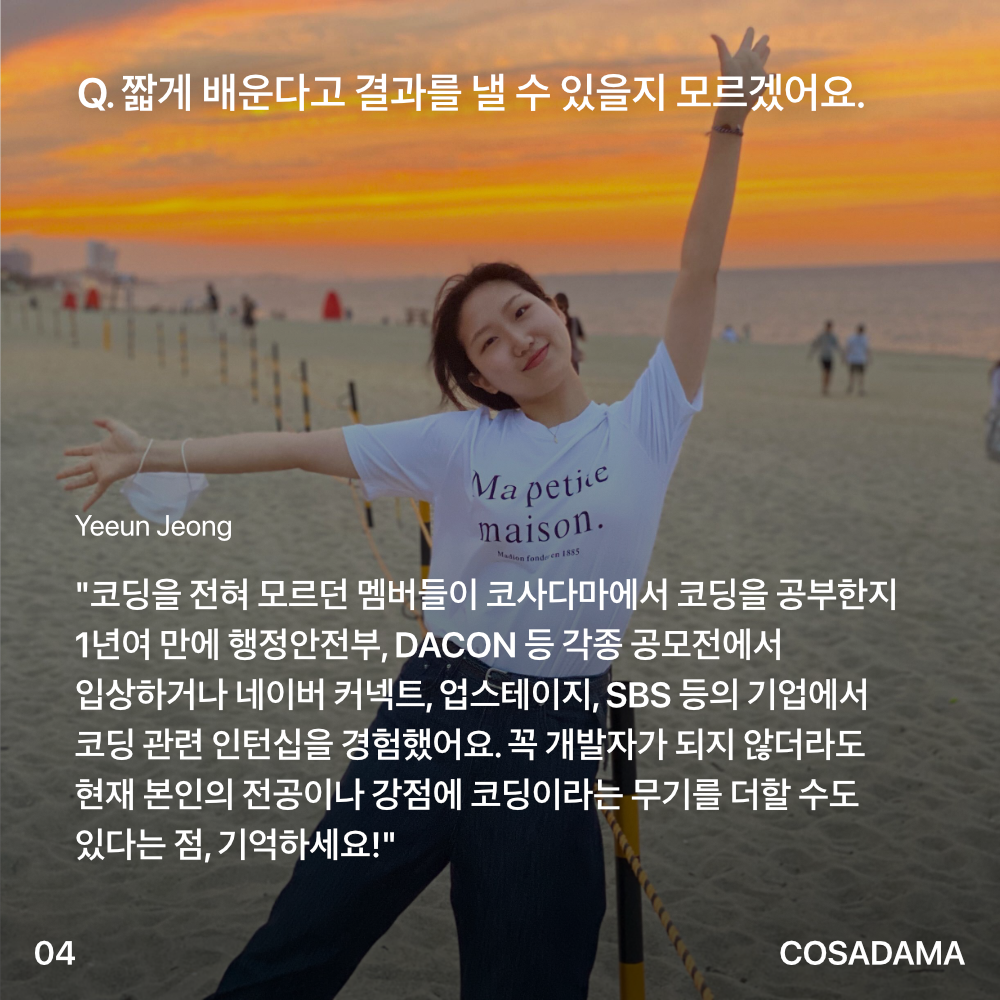 Q. 짧게 배운다고 결과를 낼 수 있을지 모르겠어요.
Ma petite
maison.
Yeeun Jeong
"코딩을 전혀 모르던 멤버들이 코사다마에서 코딩을 공부한지
1년여 만에 행정안전부, DACON 등 각종 공모전에서
입상하거나 네이버 커넥트, 업스테이지, SBS 등의 기업에서
코딩 관련 인턴십을 경험했어요. 꼭 개발자가 되지 않더라도
현재 본인의 전공이나 강점에 코딩이라는 무기를 더할 수도
있다는 점, 기억하세요!"
04
COSADAMA